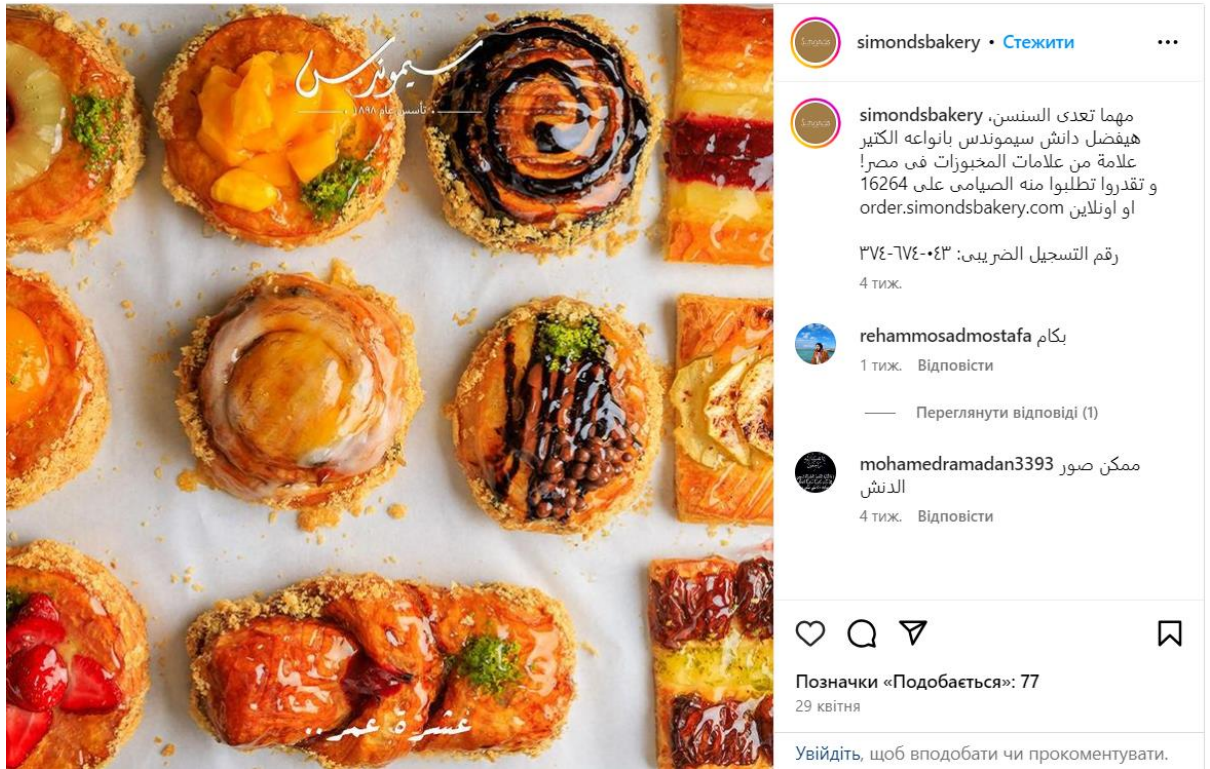 سيموندس
تأسس عام ١٨٩٨
عشرة عمر..
simondsbakery • Стежити
simondsbakery مهما تعدى السنسن،
هيفضل دانش سيموندس بانواعه الكتير
علامة من علامات المخبوزات فى مصر!
و تقدروا تطلبوا منه الصيامى على 16264
او اونلاين order.simondsbakery.com
رقم التسجيل الضريبى: ٠٤٣-٦٧٤-٣٧٤
4 тиж.
rehammosadmostafa بكام
1 тиж. Відповісти
Переглянути відповіді (1)
mohamedramadan3393 ممكن صور
الدنش
4 тиж. Відповісти
Позначки «Подобається»: 77
29 квітня
Увійдіть, щоб вподобати чи прокоментувати.